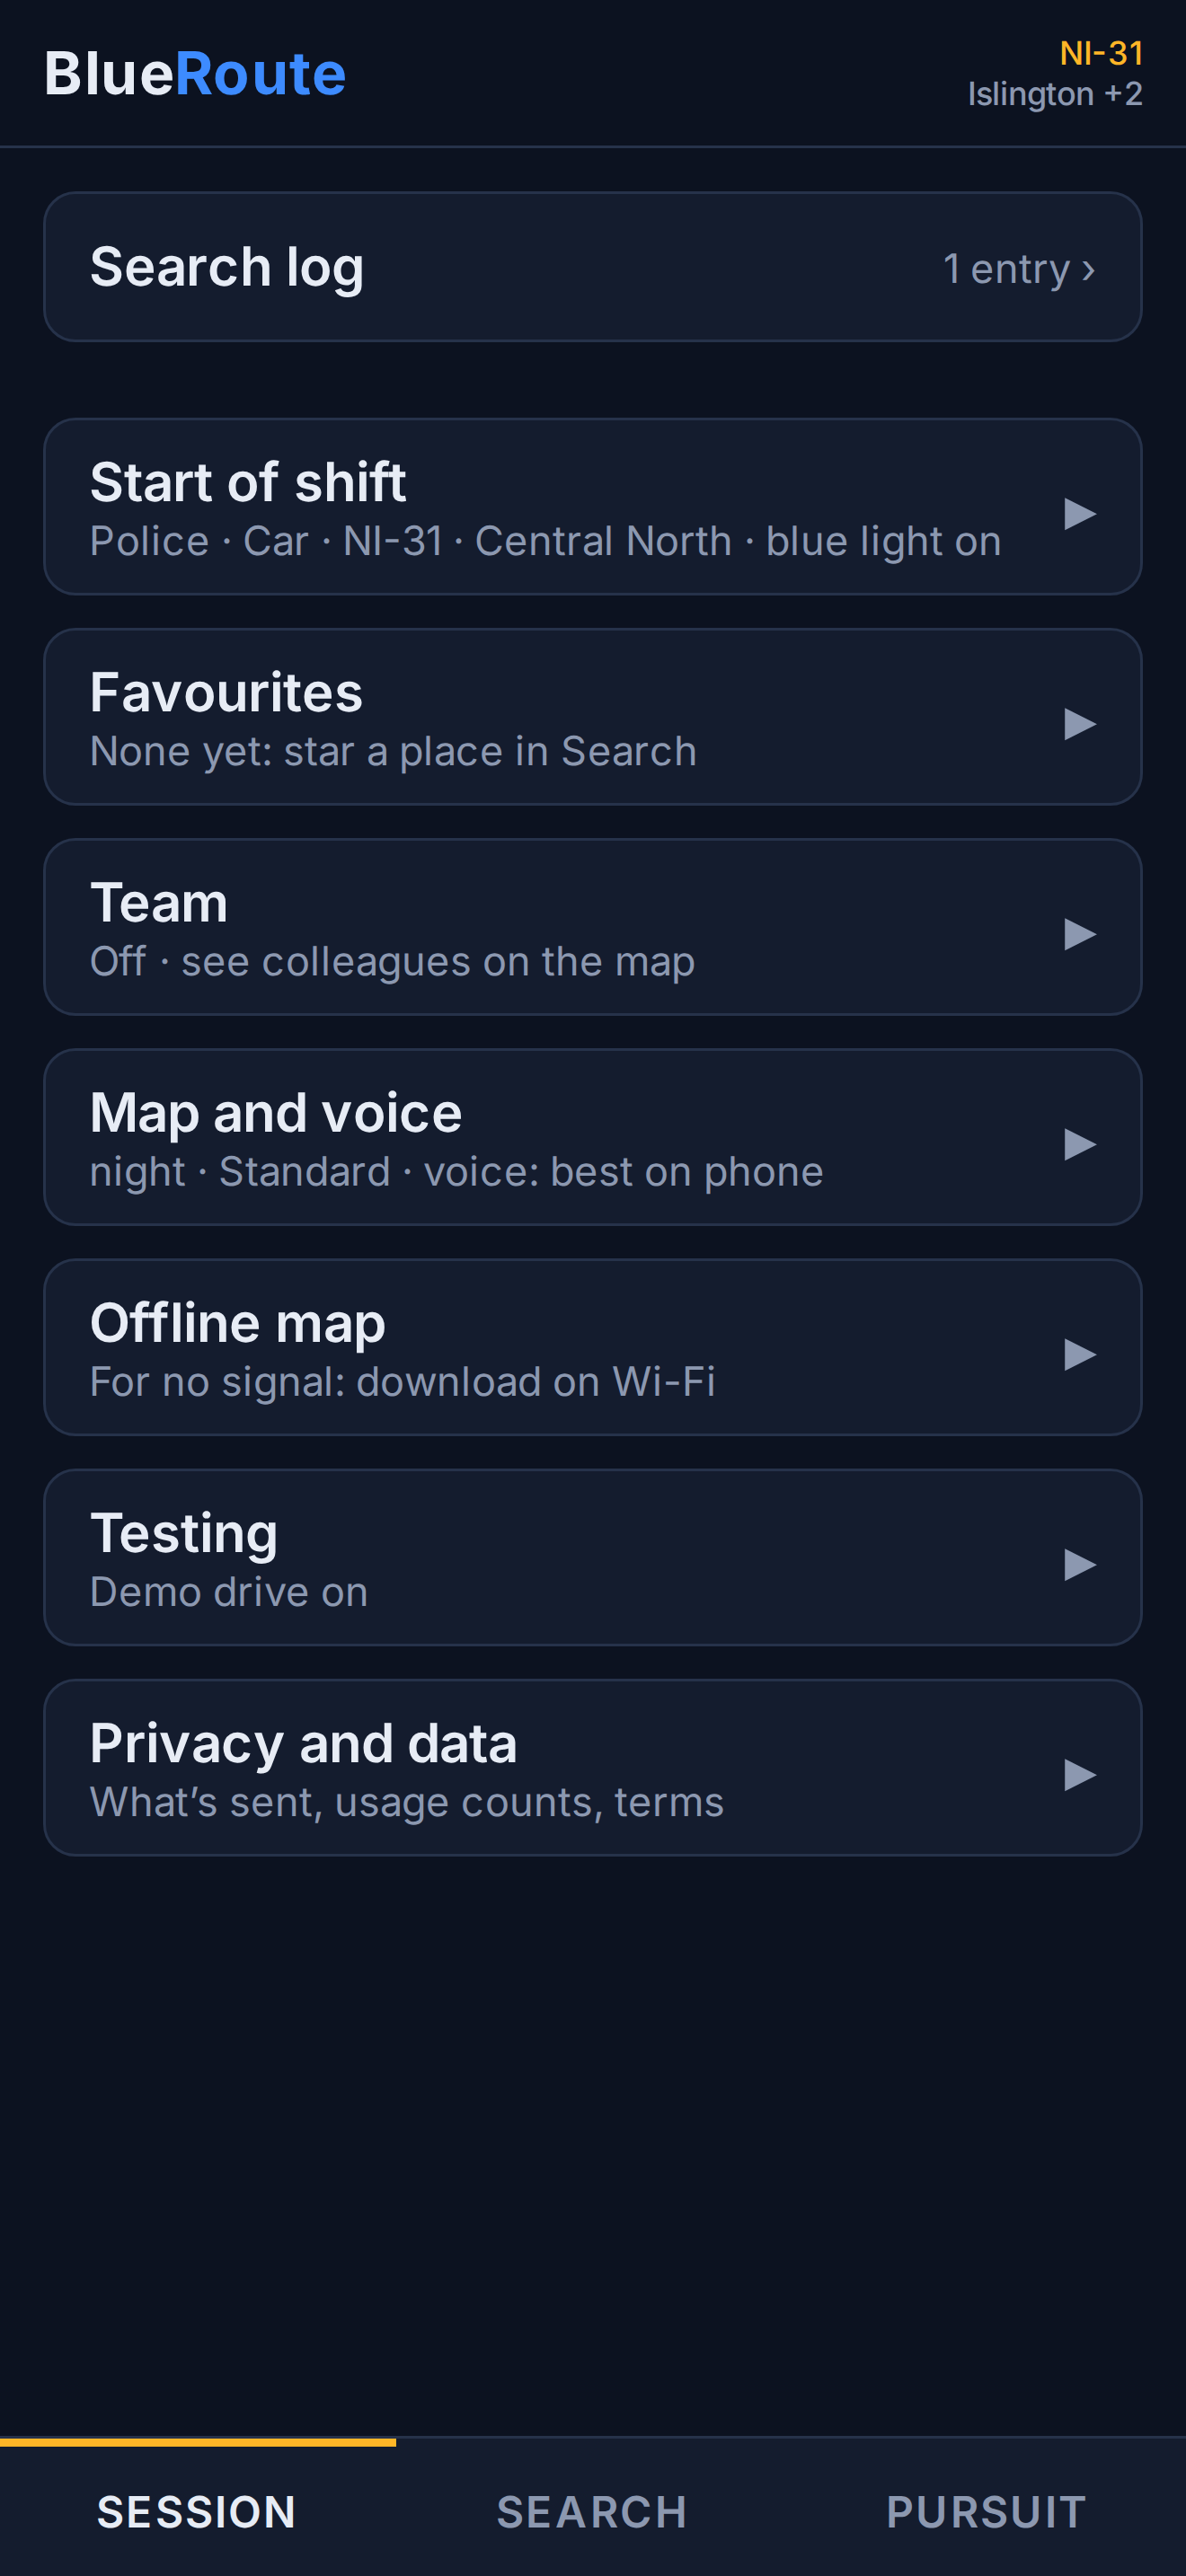 BlueRoute
NI-31
Islington +2
Search log
1 entry ›
Start of shift
Police · Car · NI-31 · Central North · blue light on
Favourites
None yet: star a place in Search
Team
Off · see colleagues on the map
Map and voice
night · Standard · voice: best on phone
Offline map
For no signal: download on Wi-Fi
Testing
Demo drive on
Privacy and data
What’s sent, usage counts, terms
SESSION
SEARCH
PURSUIT